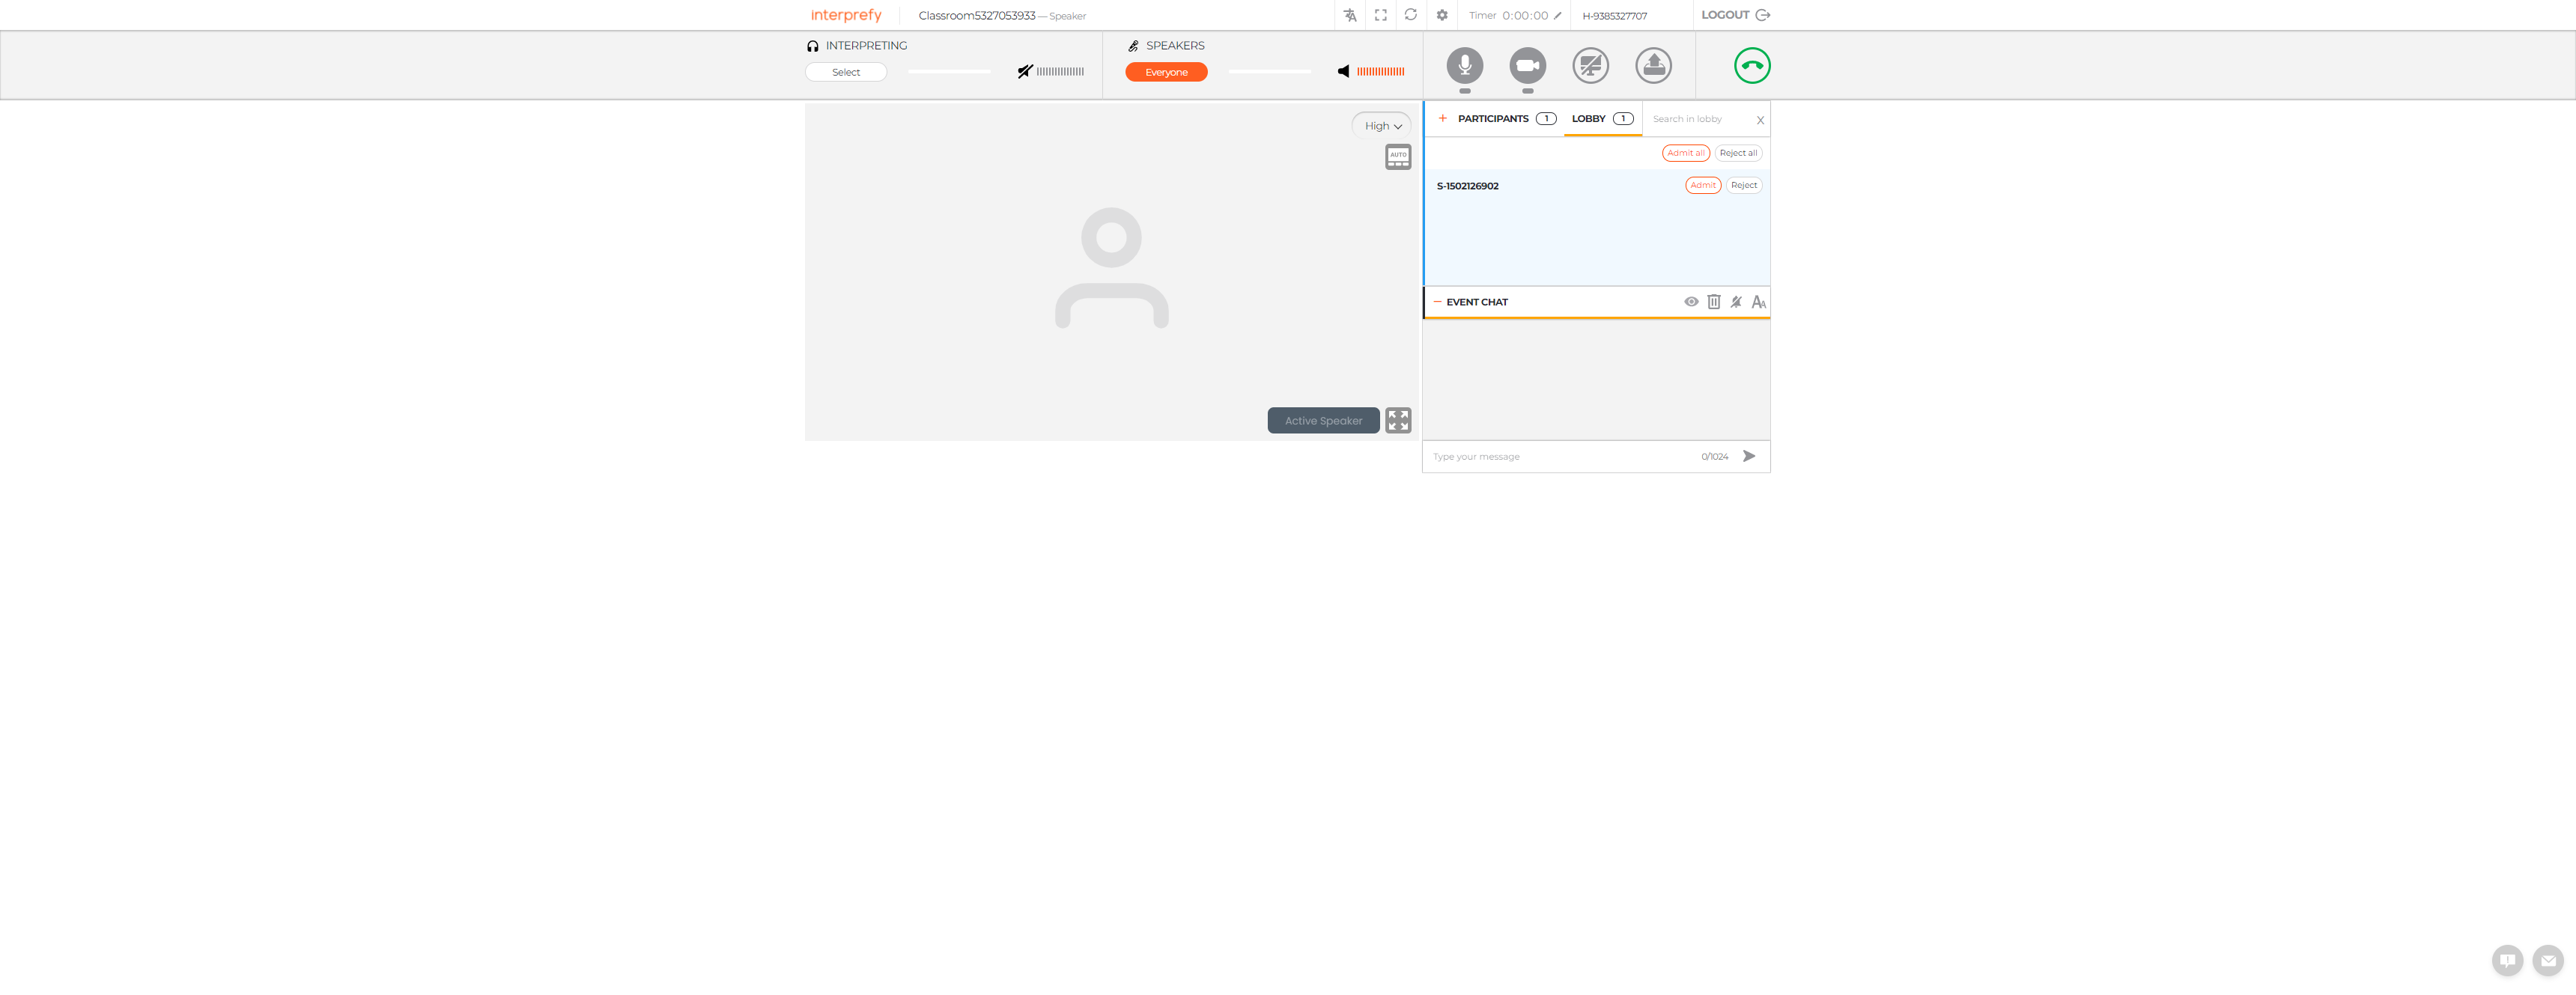 interprefy
Classroom5327053933 — Speaker
Timer 0:00:00
H-9385327707
LOGOUT
INTERPRETING
Select
SPEAKERS
Everyone
High
AUTO
Active Speaker
+ PARTICIPANTS 1
LOBBY 1
Search in lobby X
Admit all Reject all
S-1502126902 Admit Reject
− EVENT CHAT
Type your message 0/1024